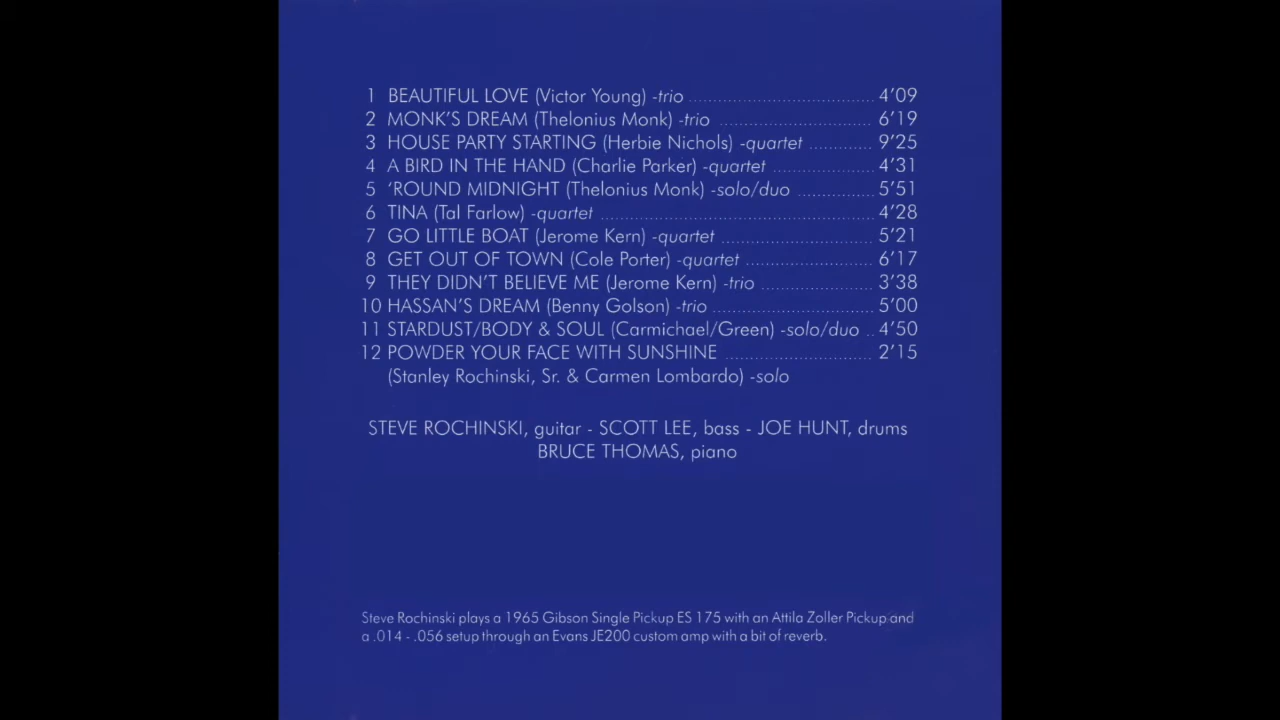 1 BEAUTIFUL LOVE (Victor Young) -trio 4’09
2 MONK’S DREAM (Thelonius Monk) -trio 6’19
3 HOUSE PARTY STARTING (Herbie Nichols) -quartet 9’25
4 A BIRD IN THE HAND (Charlie Parker) -quartet 4’31
5 ‘ROUND MIDNIGHT (Thelonius Monk) -solo/duo 5’51
6 TINA (Tal Farlow) -quartet 4’28
7 GO LITTLE BOAT (Jerome Kern) -quartet 5’21
8 GET OUT OF TOWN (Cole Porter) -quartet 6’17
9 THEY DIDN’T BELIEVE ME (Jerome Kern) -trio 3’38
10 HASSAN’S DREAM (Benny Golson) -trio 5’00
11 STARDUST/BODY & SOUL (Carmichael/Green) -solo/duo 4’50
12 POWDER YOUR FACE WITH SUNSHINE 2’15
(Stanley Rochinski, Sr. & Carmen Lombardo) -solo
STEVE ROCHINSKI, guitar - SCOTT LEE, bass - JOE HUNT, drums
BRUCE THOMAS, piano
Steve Rochinski plays a 1965 Gibson Single Pickup ES 175 with an Attila Zoller Pickup and
a .014 - .056 setup through an Evans JE200 custom amp with a bit of reverb.